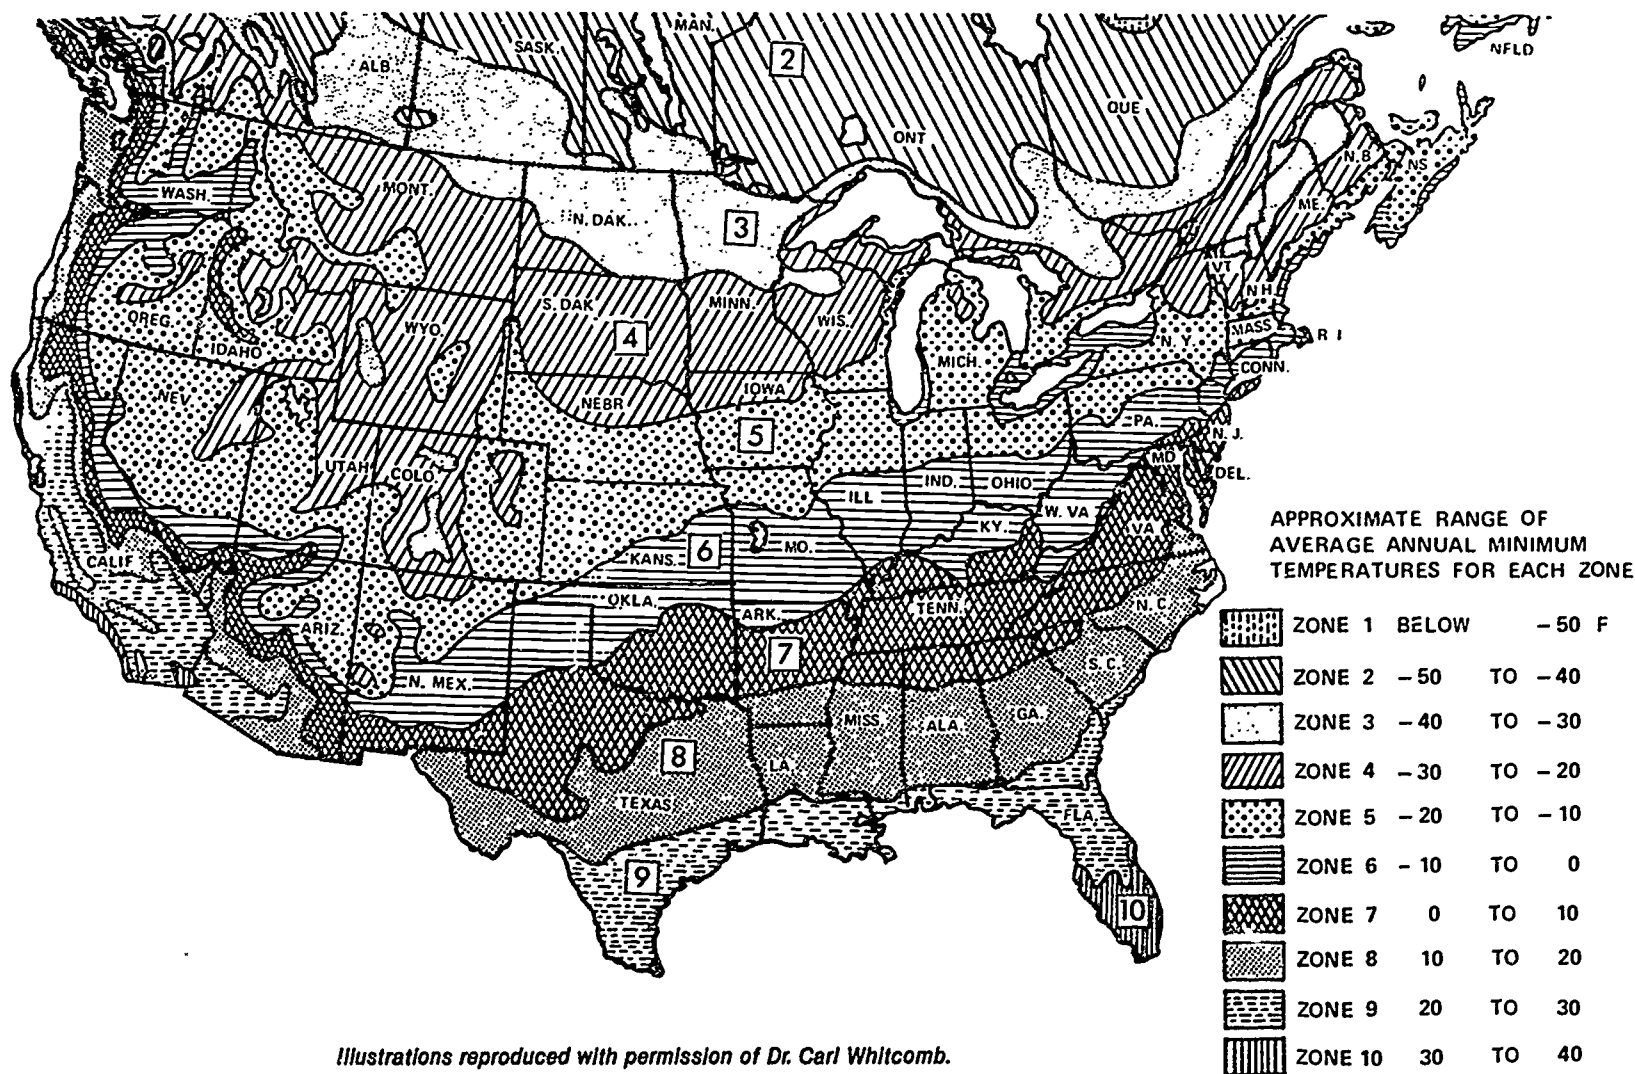 MAN.
NFLD
SASK.
2
ALB
QUE
ONT
N.B.
NS
WASH.
MONT.
ME.
N. DAK.
3
VT
NH
S. DAK.
MINN.
OREG.
WYO.
4
WIS.
MASS
R I
N. Y.
IDAHO
MICH.
CONN.
NEV.
IOWA
NEBR
PA.
5
N. J.
MD
UTAH
COLO.
IND.
OHIO
DEL.
ILL
W. VA
KY.
VA
CALIF.
KANS.
6
MO.
OKLA.
ARK.
TENN.
N. C.
ARIZ.
7
S. C.
N. MEX.
MISS.
ALA.
GA.
8
LA.
TEXAS
FLA.
9
10
APPROXIMATE RANGE OF
AVERAGE ANNUAL MINIMUM
TEMPERATURES FOR EACH ZONE
ZONE 1 BELOW -50 F
ZONE 2 -50 TO -40
ZONE 3 -40 TO -30
ZONE 4 -30 TO -20
ZONE 5 -20 TO -10
ZONE 6 -10 TO 0
ZONE 7 0 TO 10
ZONE 8 10 TO 20
ZONE 9 20 TO 30
ZONE 10 30 TO 40
Illustrations reproduced with permission of Dr. Carl Whitcomb.